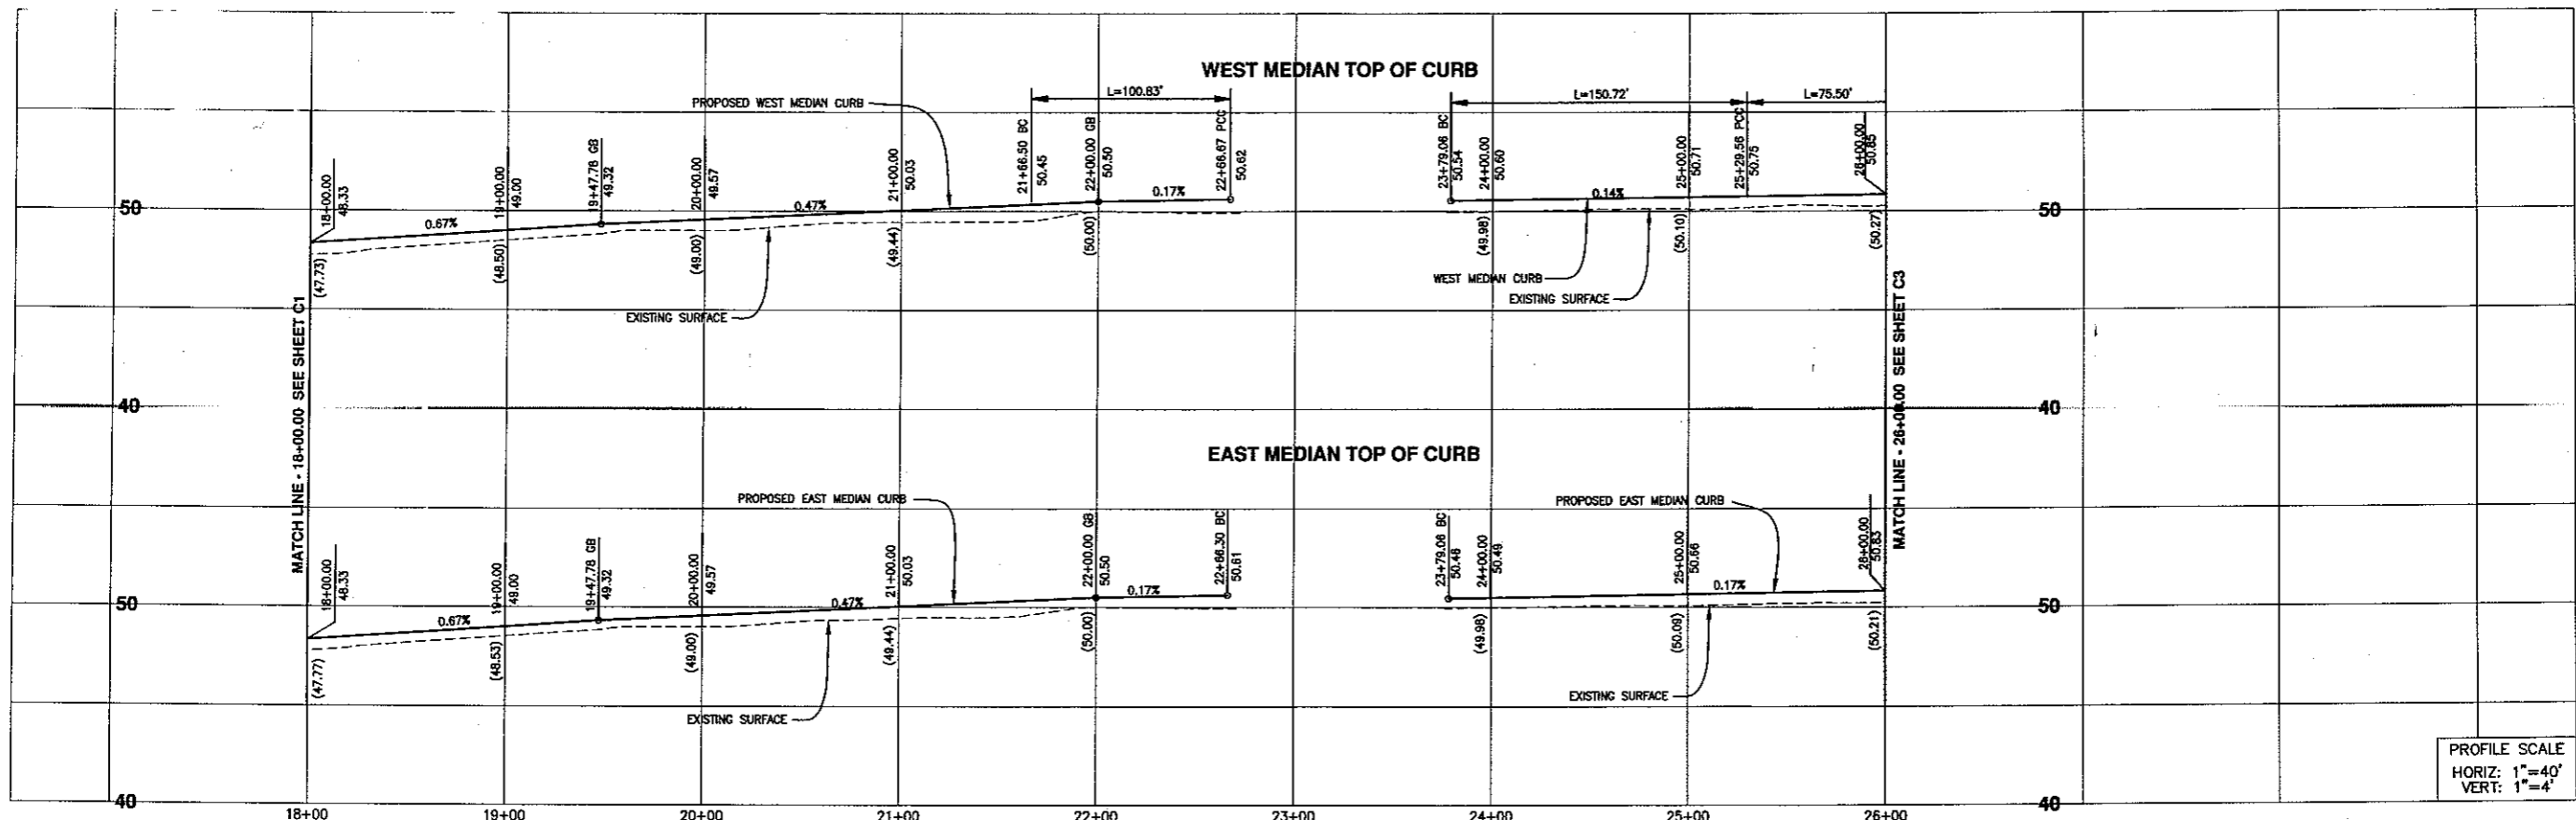 WEST MEDIAN TOP OF CURB
PROPOSED WEST MEDIAN CURB
L=100.83'
L=150.72'
L=75.50'
18+00.00
48.33
19+00.00
49.00
19+47.78 GB
49.32
20+00.00
49.57
21+00.00
50.03
21+66.50 BC
50.45
22+00.00 GB
50.50
22+66.67 PCC
50.62
23+79.06 BC
50.54
24+00.00
50.60
25+00.00
50.71
25+29.56 PCC
50.75
26+00.00
50.85
50
0.67%
0.47%
0.17%
0.14%
50
(47.73)
(48.50)
(49.00)
(49.44)
(50.00)
(49.98)
(50.10)
(50.27)
WEST MEDIAN CURB
EXISTING SURFACE
EXISTING SURFACE
MATCH LINE - 18+00.00 SEE SHEET C1
MATCH LINE - 26+00.00 SEE SHEET C3
40
40
EAST MEDIAN TOP OF CURB
PROPOSED EAST MEDIAN CURB
PROPOSED EAST MEDIAN CURB
18+00.00
48.33
19+00.00
49.00
19+47.78 GB
49.32
20+00.00
49.57
21+00.00
50.03
22+00.00 GB
50.50
22+66.30 BC
50.61
23+79.06 BC
50.46
24+00.00
50.49
25+00.00
50.66
26+00.00
50.83
50
0.67%
0.47%
0.17%
0.17%
50
(47.77)
(48.53)
(49.00)
(49.44)
(50.00)
(49.98)
(50.09)
(50.21)
EXISTING SURFACE
EXISTING SURFACE
PROFILE SCALE
HORIZ: 1"=40'
VERT: 1"=4'
40
40
18+00
19+00
20+00
21+00
22+00
23+00
24+00
25+00
26+00